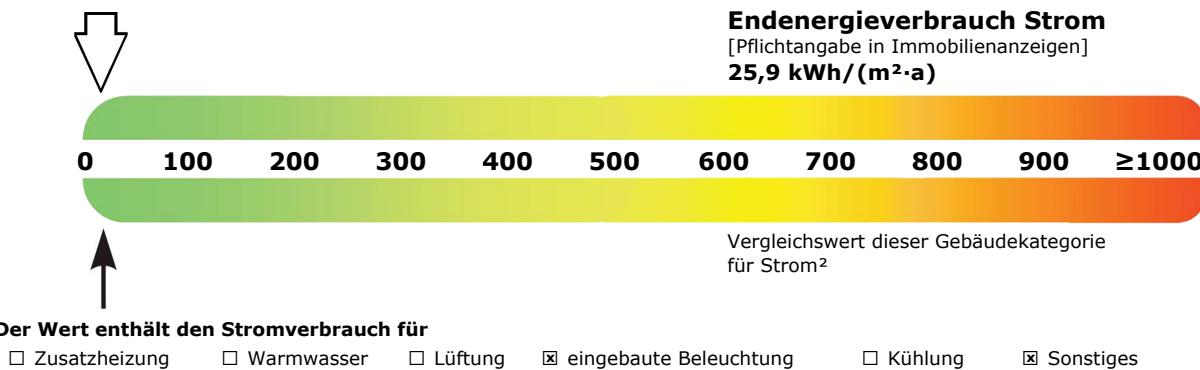 Endenergieverbrauch Strom
[Pflichtangabe in Immobilienanzeigen]
25,9 kWh/(m²·a)
0 100 200 300 400 500 600 700 800 900 ≥1000
Vergleichswert dieser Gebäudekategorie
für Strom²
Der Wert enthält den Stromverbrauch für
☐ Zusatzheizung ☐ Warmwasser ☐ Lüftung ☒ eingebaute Beleuchtung ☐ Kühlung ☒ Sonstiges